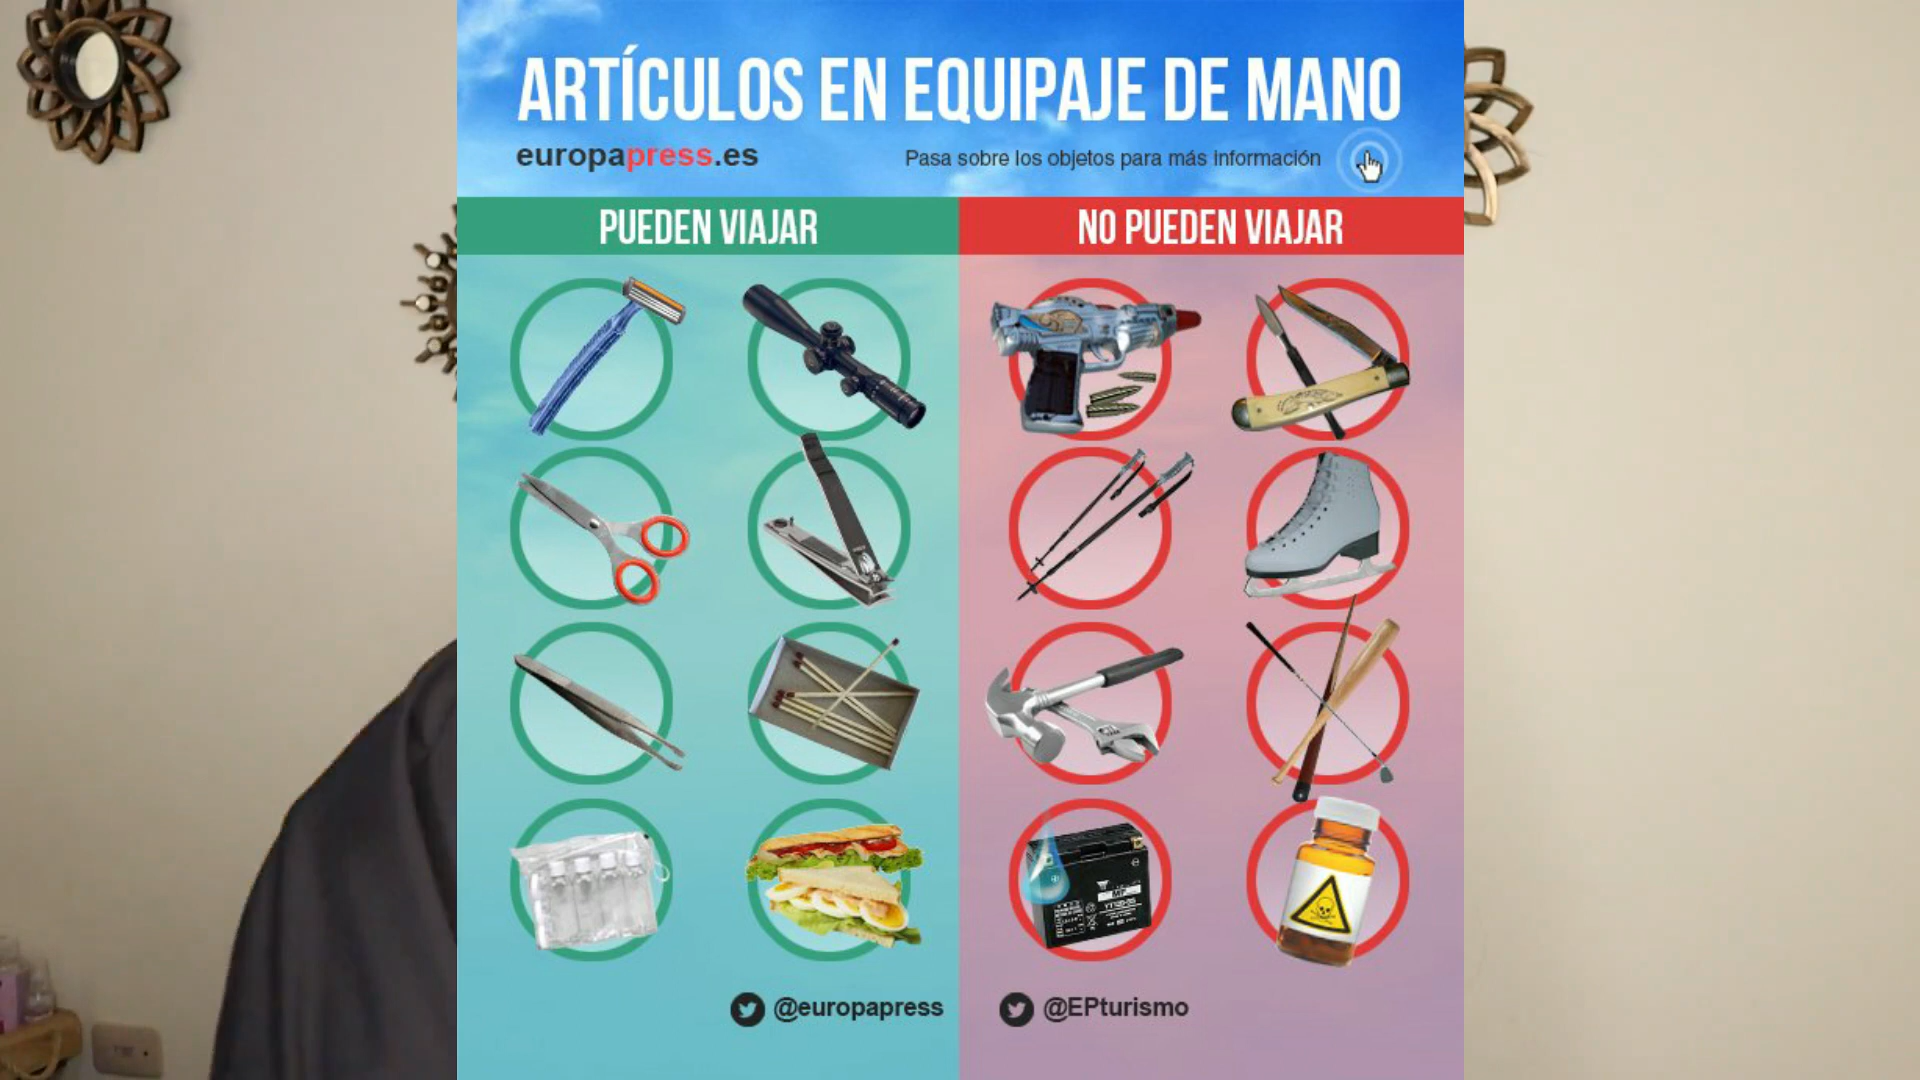 ARTÍCULOS EN EQUIPAJE DE MANO
europapress.es
Pasa sobre los objetos para más información
PUEDEN VIAJAR
NO PUEDEN VIAJAR
@europapress
@EPturismo